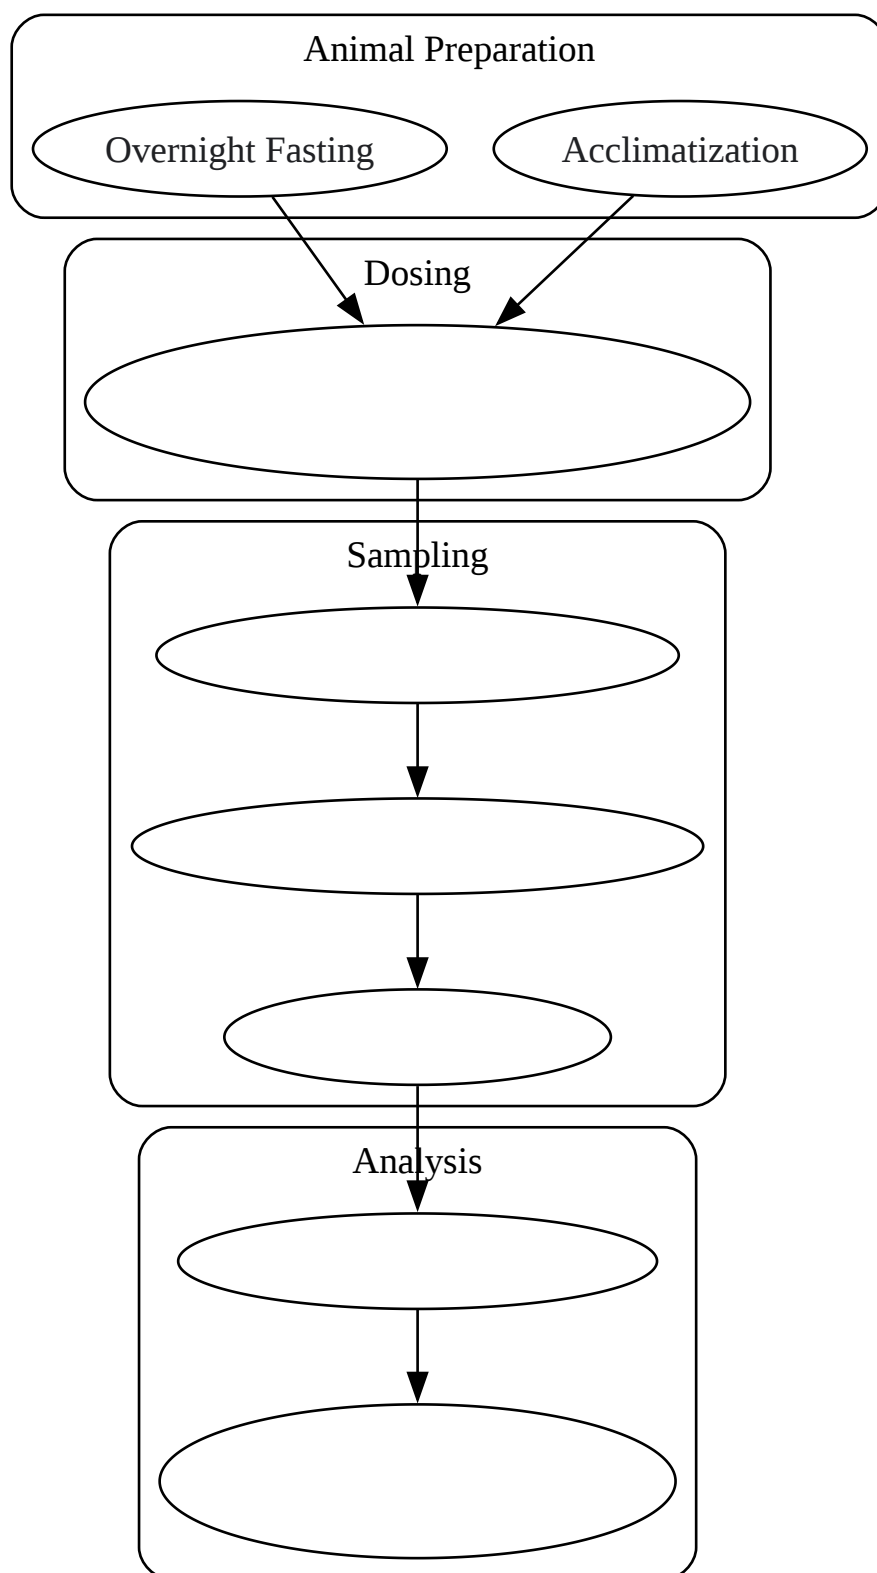 Animal Preparation
Overnight Fasting
Acclimatization
Dosing
Sampling
Analysis